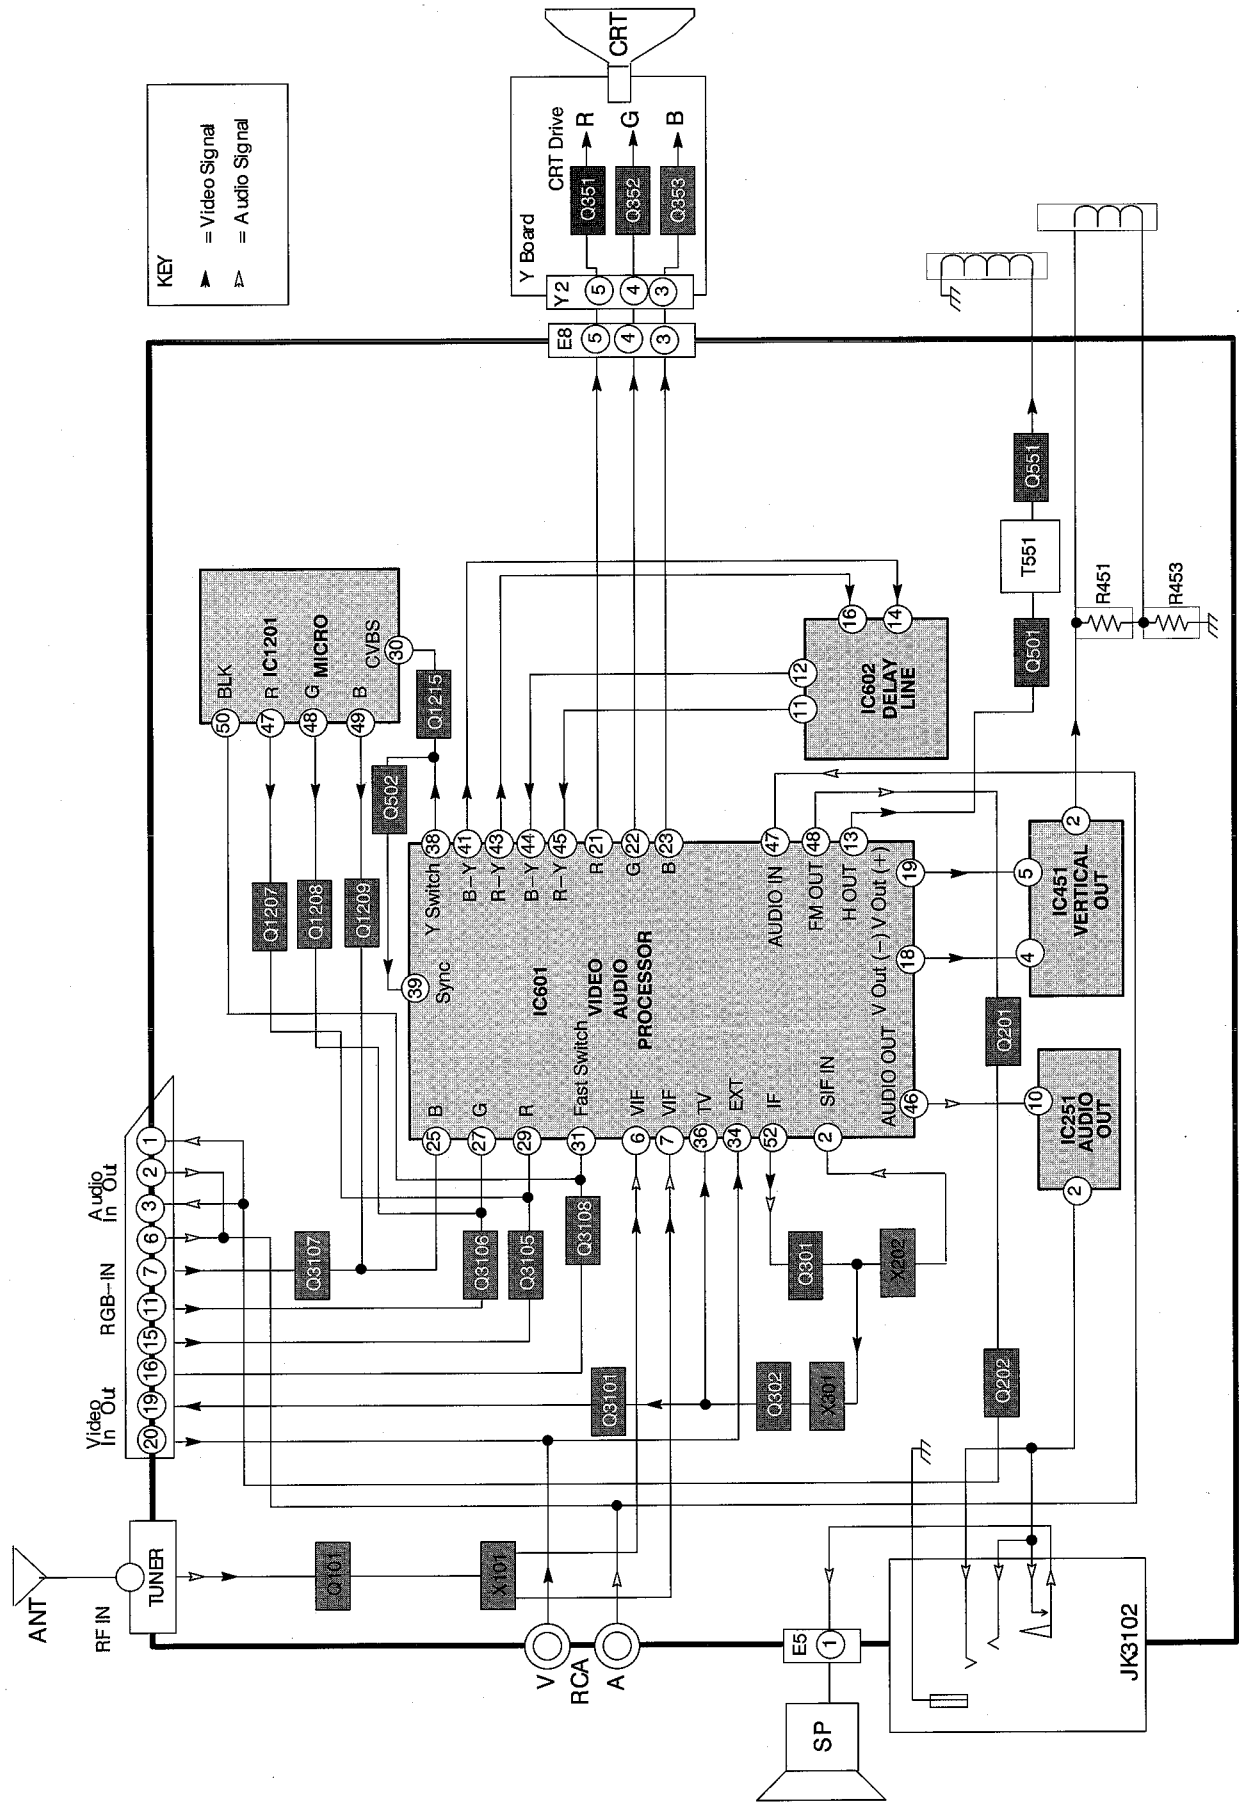 KEY
= Video Signal
= Audio Signal
CRT
CRT Drive
R
G
B
Q351
Q352
Q353
Y Board
Y2
5
4
3
E8
5
4
3
IC1201
MICRO
50
BLK
47
R
48
G
49
B
CVBS
30
Q1215
Q502
Q1207
Q1208
Q1209
IC601
VIDEO
AUDIO
PROCESSOR
39
Sync
38
Y Switch
41
B-Y
43
R-Y
44
B-Y
45
R-Y
21
R
22
G
23
B
47
AUDIO IN
48
FM OUT
13
H OUT
19
V Out (+)
18
V Out (-)
46
AUDIO OUT
25
B
27
G
29
R
31
Fast Switch
6
VIF
7
VIF
36
TV
34
EXT
52
IF
2
SIF IN
IC602
DELAY
LINE
11
12
16
14
Q501
T551
Q551
R451
R453
IC451
VERTICAL
OUT
4
5
2
IC251
AUDIO
OUT
10
2
Q201
Q202
Q301
X202
Q302
X301
Q3101
Q3105
Q3106
Q3107
Q3108
Audio
In Out
RGB-IN
Video
In Out
1
2
3
6
7
11
15
16
19
20
ANT
RF IN
TUNER
Q101
X101
V
RCA
A
E5
1
SP
JK3102